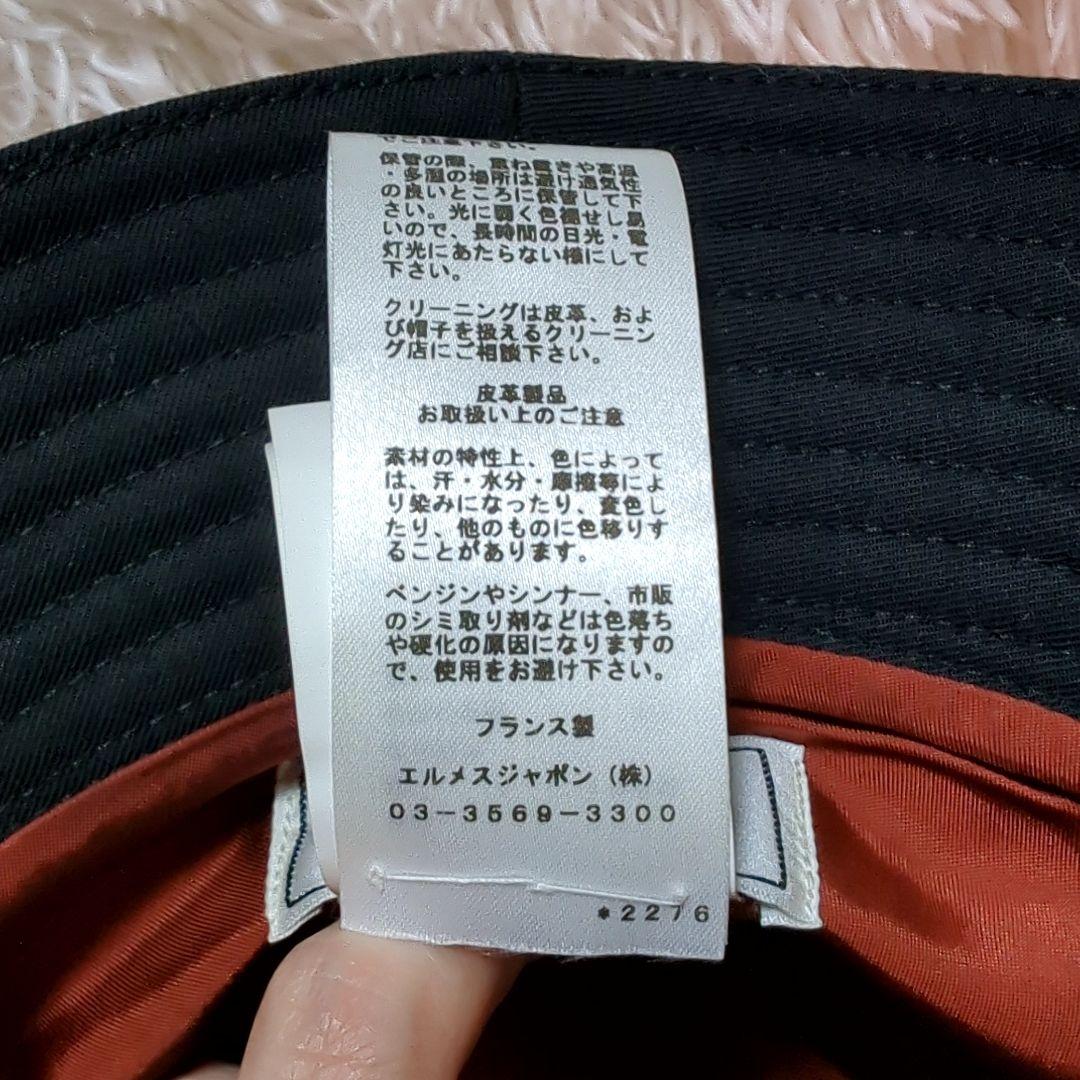 でご注意下さい。
保管の際、重ね置きや高温
・多湿の場所は避け通気性
の良いところに保管して下
さい。光に弱く色褪せし易
いので、長時間の日光・電
灯光にあたらない様にして
下さい。
クリーニングは皮革、およ
び帽子を扱えるクリーニン
グ店にご相談下さい。
皮革製品
お取扱い上のご注意
素材の特性上、色によって
は、汗・水分・摩擦等によ
り染みになったり、変色し
たり、他のものに色移りす
ることがあります。
ベンジンやシンナー、市販
のシミ取り剤などは色落ち
や硬化の原因になりますの
で、使用をお避け下さい。
フランス製
エルメスジャポン（株）
03-3569-3300
*2276